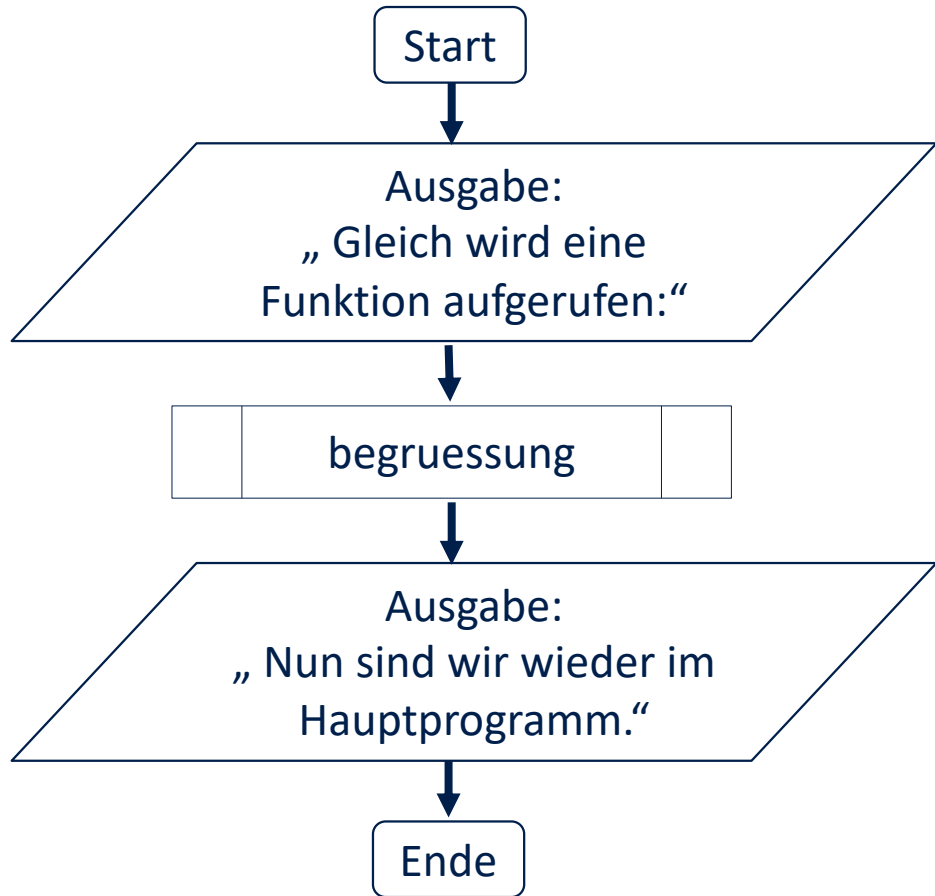 Start
Ausgabe:
„ Gleich wird eine
Funktion aufgerufen:“
begruessung
Ausgabe:
„ Nun sind wir wieder im
Hauptprogramm.“
Ende